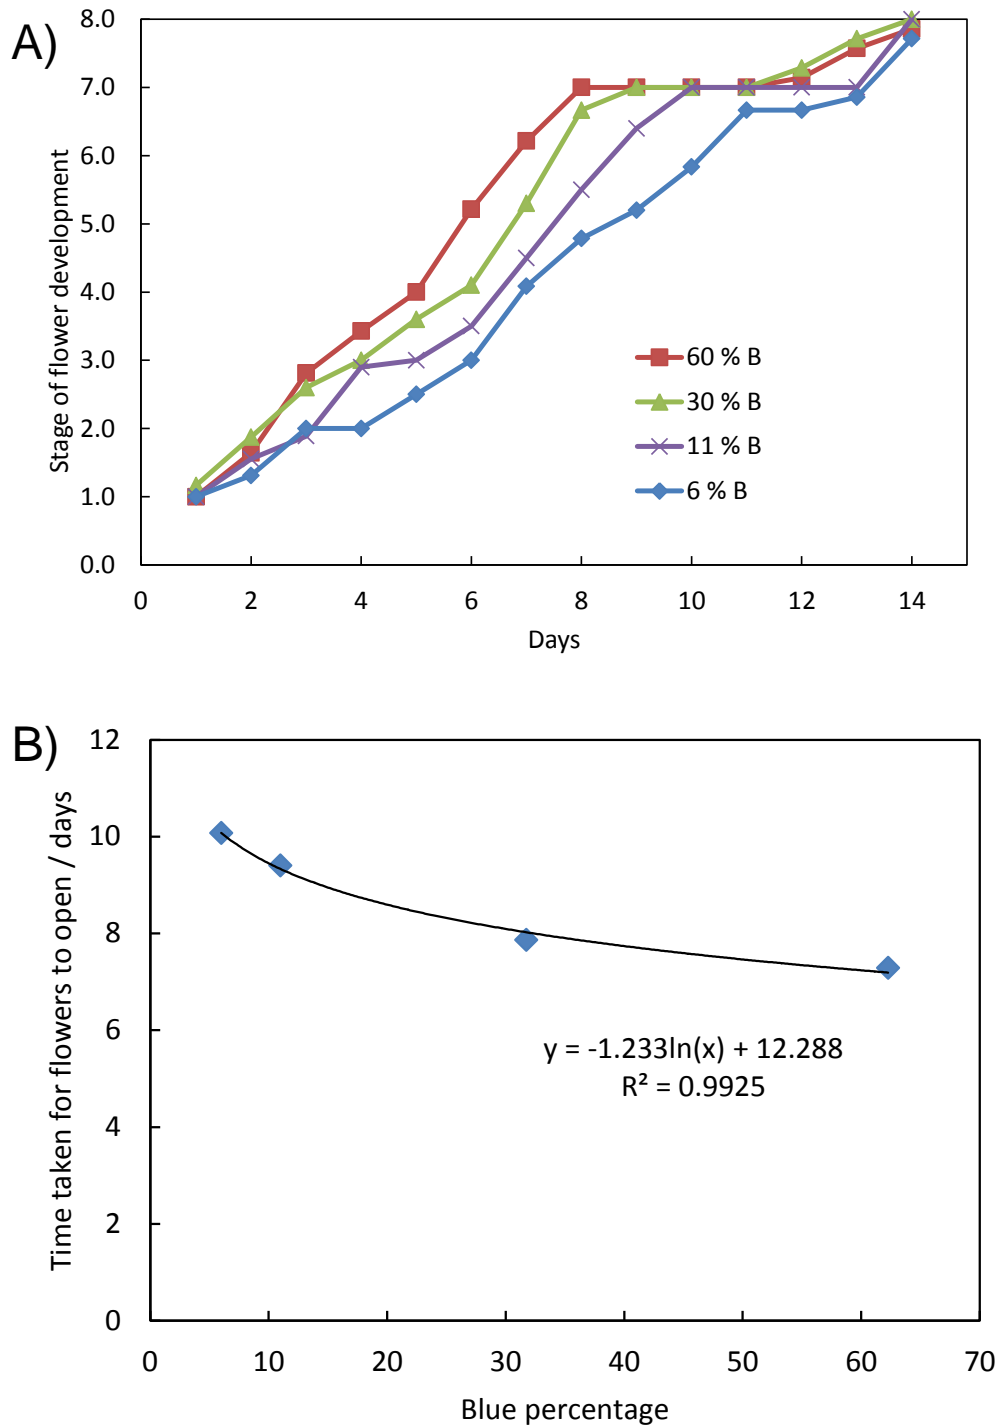 A)
8.0
7.0
6.0
5.0
4.0
3.0
2.0
1.0
0.0
Stage of flower development
60 % B
30 % B
11 % B
6 % B
0 2 4 6 8 10 12 14
Days
B)
12
10
8
6
4
2
0
Time taken for flowers to open / days
y = -1.233ln(x) + 12.288
R² = 0.9925
0 10 20 30 40 50 60 70
Blue percentage